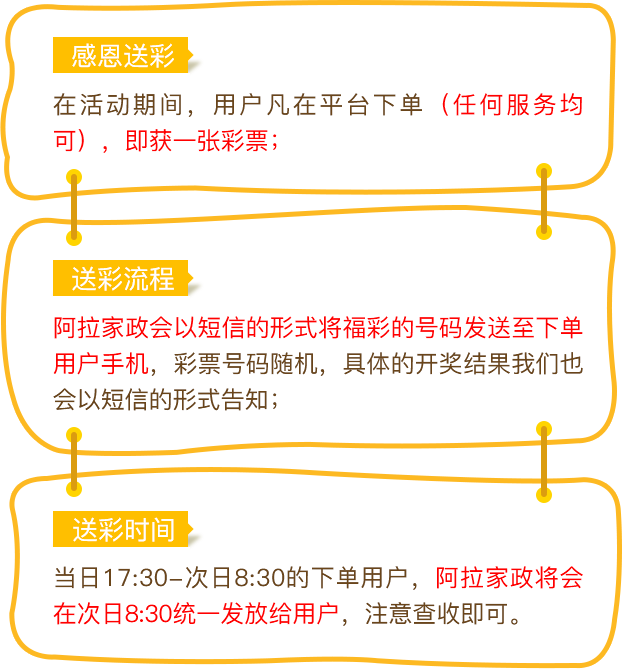 感恩送彩
在活动期间，用户凡在平台下单（任何服务均
可），即获一张彩票；
送彩流程
阿拉家政会以短信的形式将福彩的号码发送至下单
用户手机，彩票号码随机，具体的开奖结果我们也
会以短信的形式告知；
送彩时间
当日17:30-次日8:30的下单用户，阿拉家政将会
在次日8:30统一发放给用户，注意查收即可。